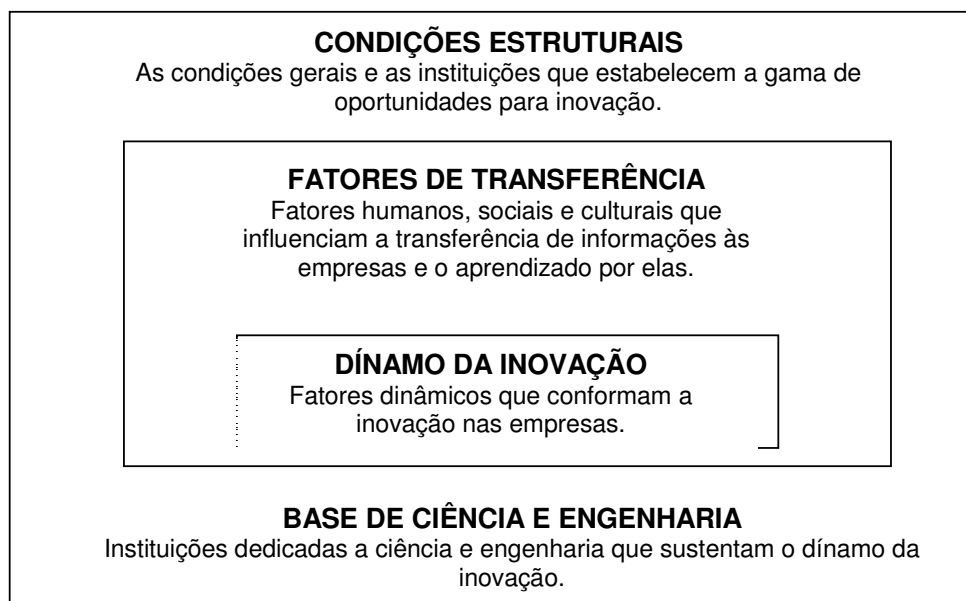 CONDIÇÕES ESTRUTURAIS
As condições gerais e as instituições que estabelecem a gama de
oportunidades para inovação.
FATORES DE TRANSFERÊNCIA
Fatores humanos, sociais e culturais que
influenciam a transferência de informações às
empresas e o aprendizado por elas.
DÍNAMO DA INOVAÇÃO
Fatores dinâmicos que conformam a
inovação nas empresas.
BASE DE CIÊNCIA E ENGENHARIA
Instituições dedicadas a ciência e engenharia que sustentam o dínamo da
inovação.